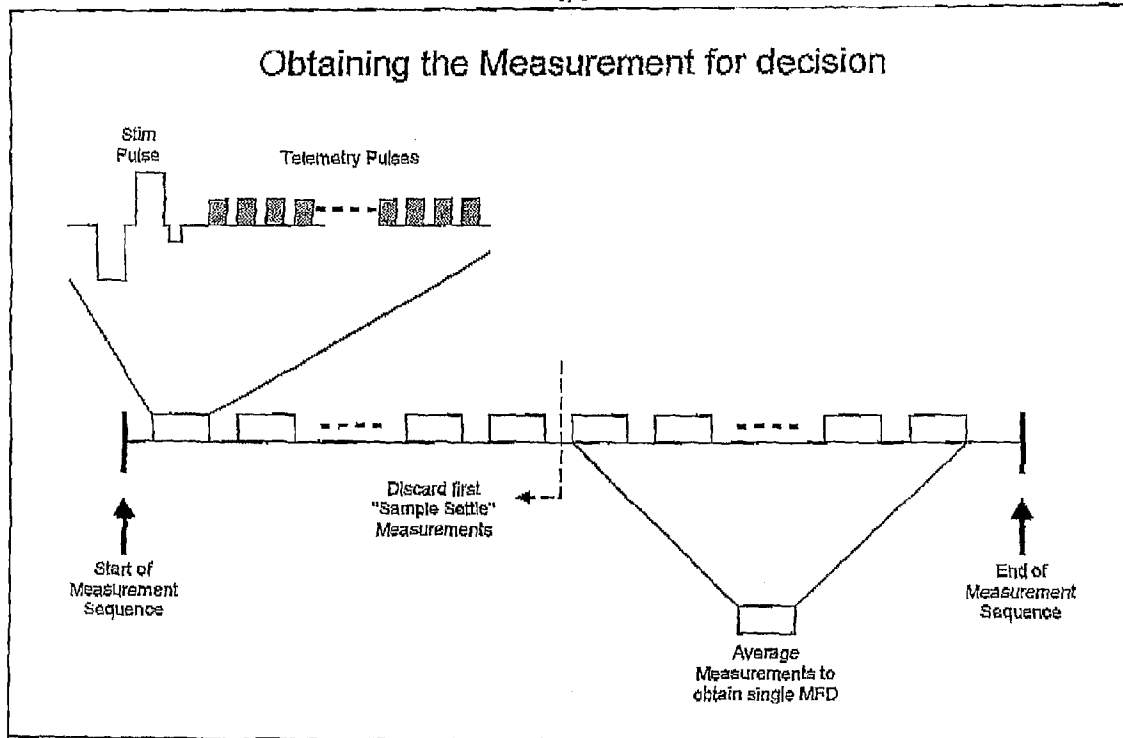 Obtaining the Measurement for decision
Stim
Pulse
Telemetry Pulses
Discard first
"Sample Settle"
Measurements
Start of
Measurement
Sequence
End of
Measurement
Sequence
Average
Measurements to
obtain single MFD